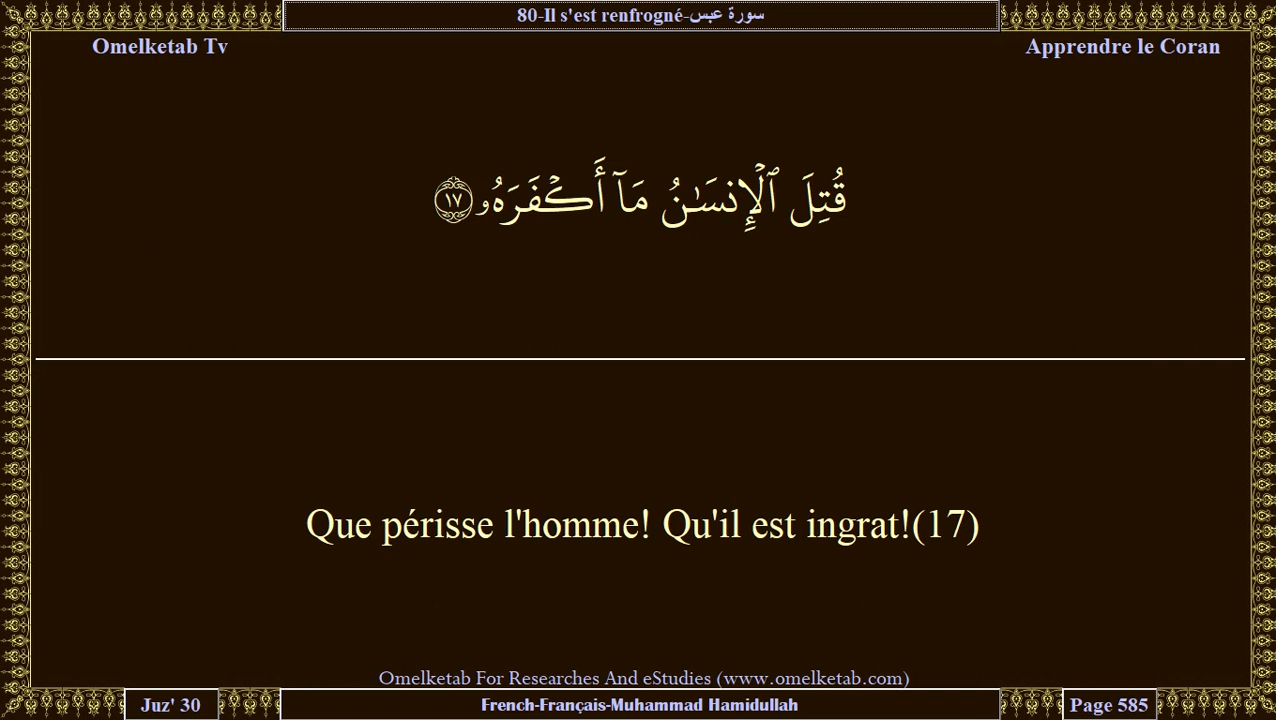 80-Il s'est renfrogné-سورة عبس
Omelketab Tv
Apprendre le Coran
قُتِلَ ٱلْإِنسَـٰنُ مَآ أَكْفَرَهُۥ ١٧
Que périsse l'homme! Qu'il est ingrat!(17)
Omelketab For Researches And eStudies (www.omelketab.com)
Juz' 30
French-Français-Muhammad Hamidullah
Page 585